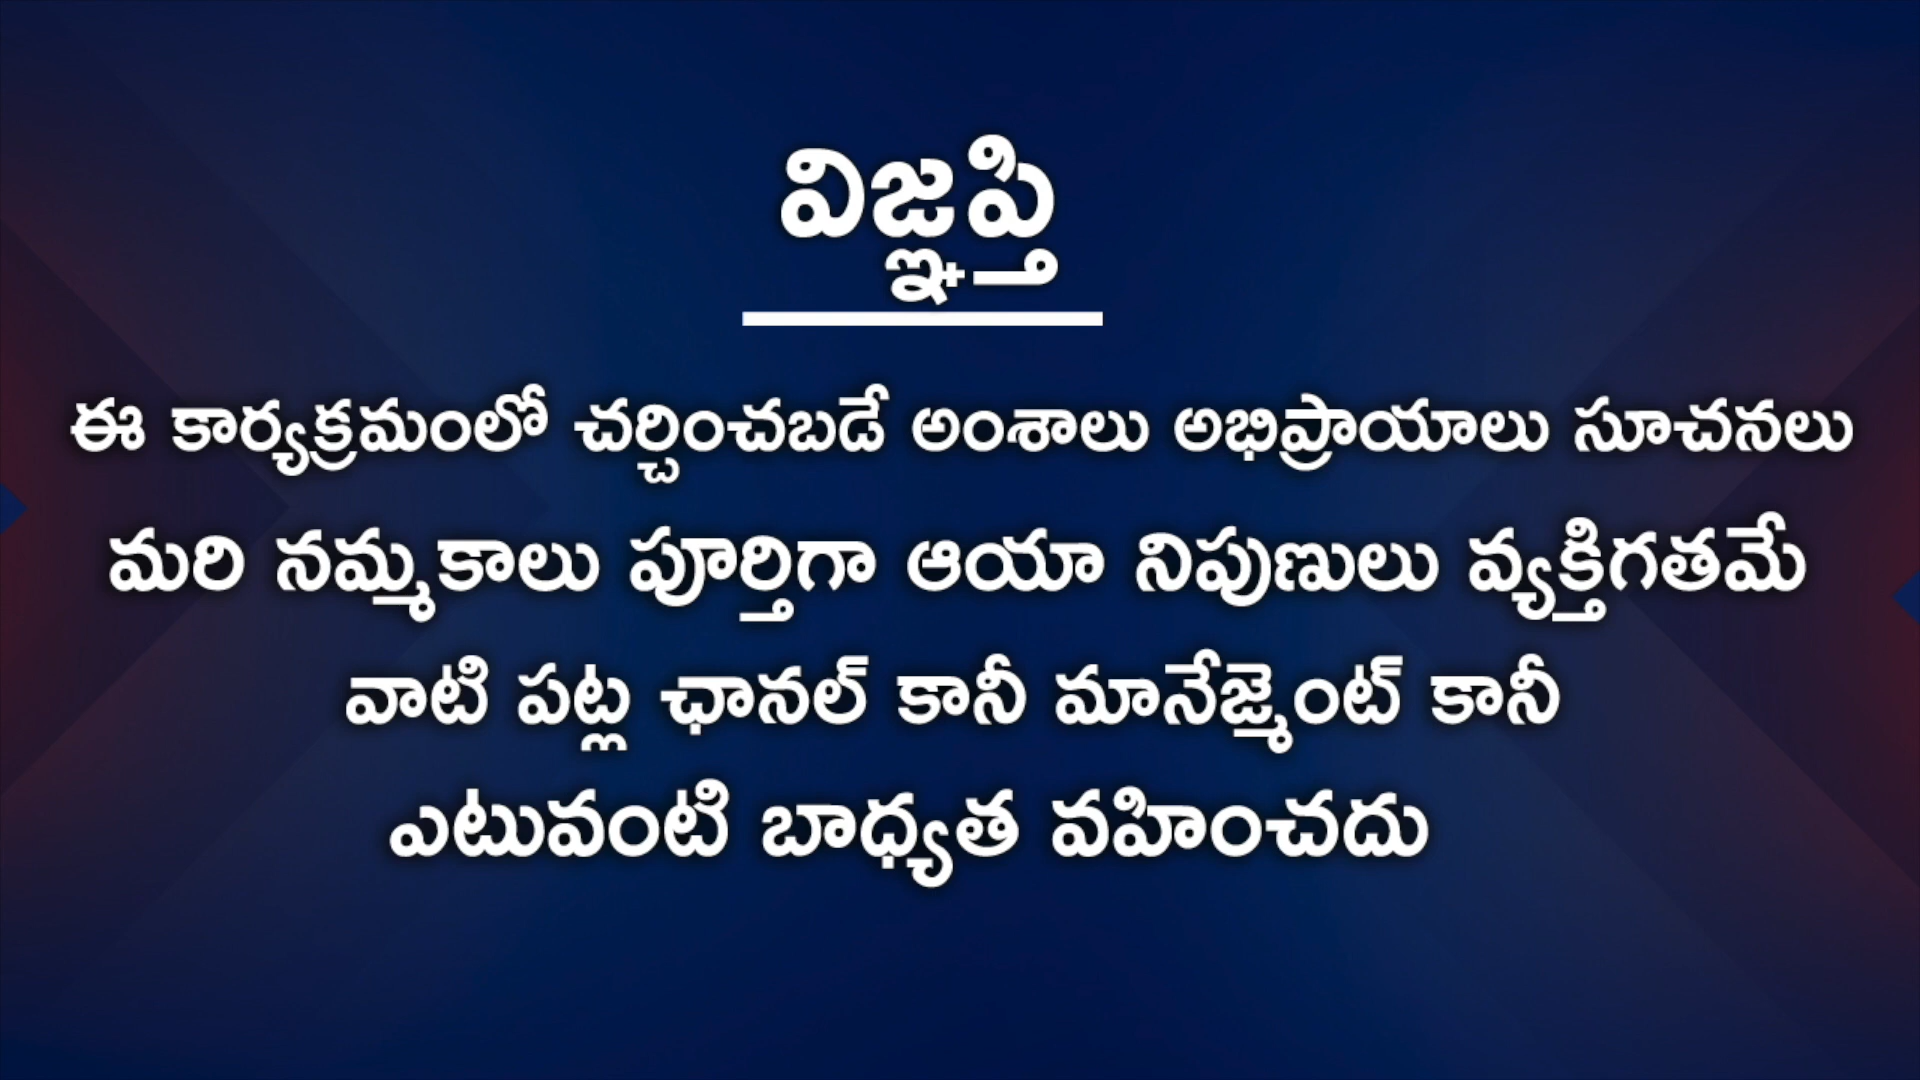 విజ్ఞప్తి
ఈ కార్యక్రమంలో చర్చించబడే అంశాలు అభిప్రాయాలు సూచనలు
మరి నమ్మకాలు పూర్తిగా ఆయా నిపుణులు వ్యక్తిగతమే
వాటి పట్ల ఛానల్ కానీ మానేజ్మెంట్ కానీ
ఎటువంటి బాధ్యత వహించదు